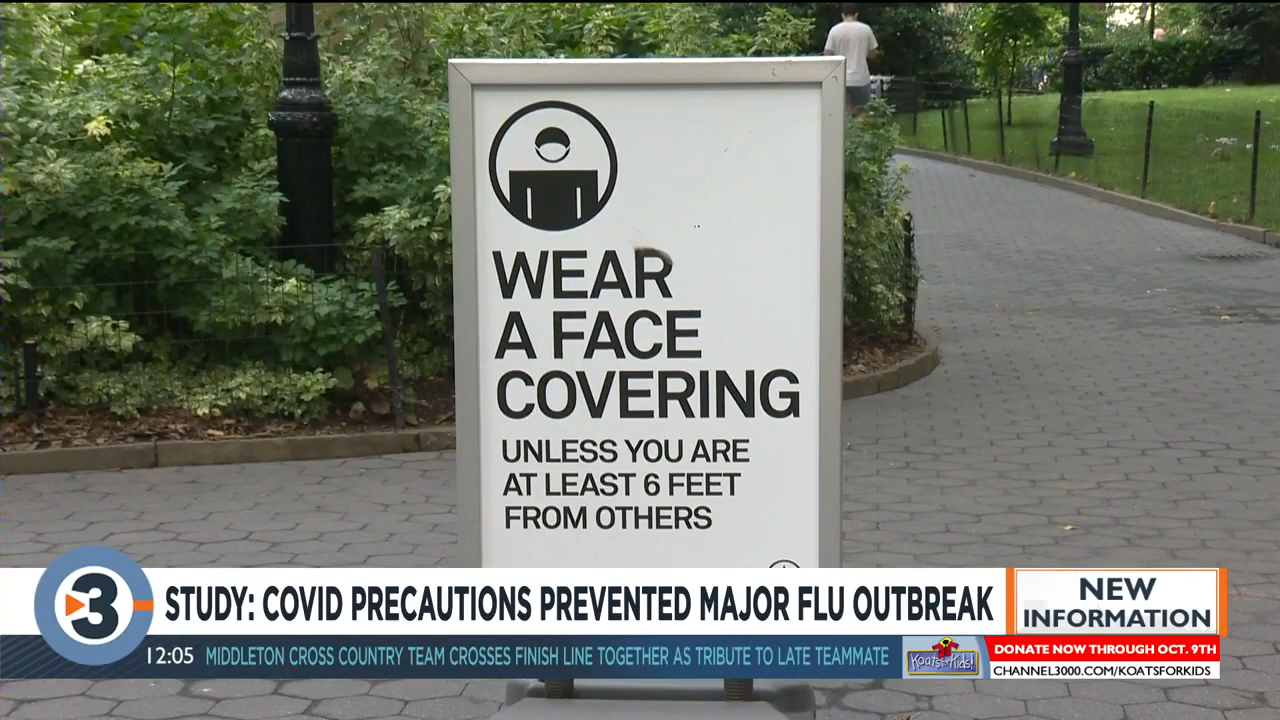 WEAR
A FACE
COVERING
UNLESS YOU ARE
AT LEAST 6 FEET
FROM OTHERS
3
STUDY: COVID PRECAUTIONS PREVENTED MAJOR FLU OUTBREAK
NEW
INFORMATION
12:05
MIDDLETON CROSS COUNTRY TEAM CROSSES FINISH LINE TOGETHER AS TRIBUTE TO LATE TEAMMATE
Koats for Kids!
DONATE NOW THROUGH OCT. 9TH
CHANNEL3000.COM/KOATSFORKIDS